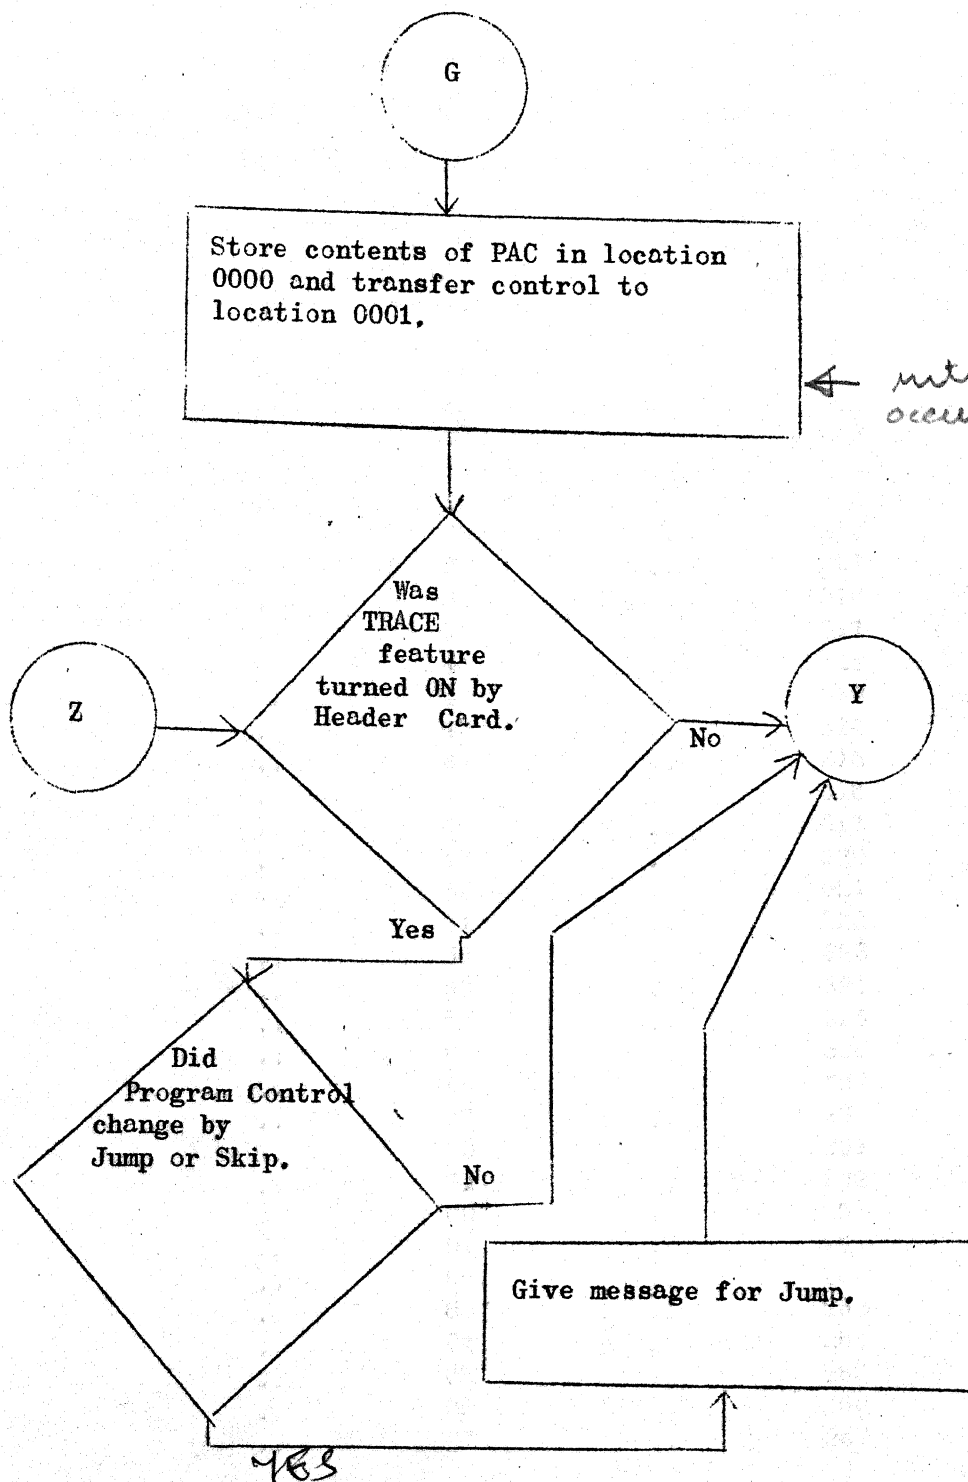 G
Store contents of PAC in location
0000 and transfer control to
location 0001.
Was
TRACE
feature
turned ON by
Header Card.
Z
Y
No
Yes
Did
Program Control
change by
Jump or Skip.
No
Give message for Jump.
YES